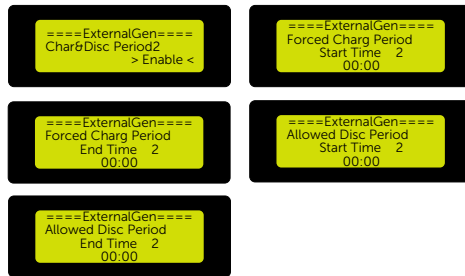 ====ExternalGen====
Char&Disc Period2
> Enable <
====ExternalGen====
Forced Charg Period
Start Time 2
00:00
====ExternalGen====
Forced Charg Period
End Time 2
00:00
====ExternalGen====
Allowed Disc Period
Start Time 2
00:00
====ExternalGen====
Allowed Disc Period
End Time 2
00:00